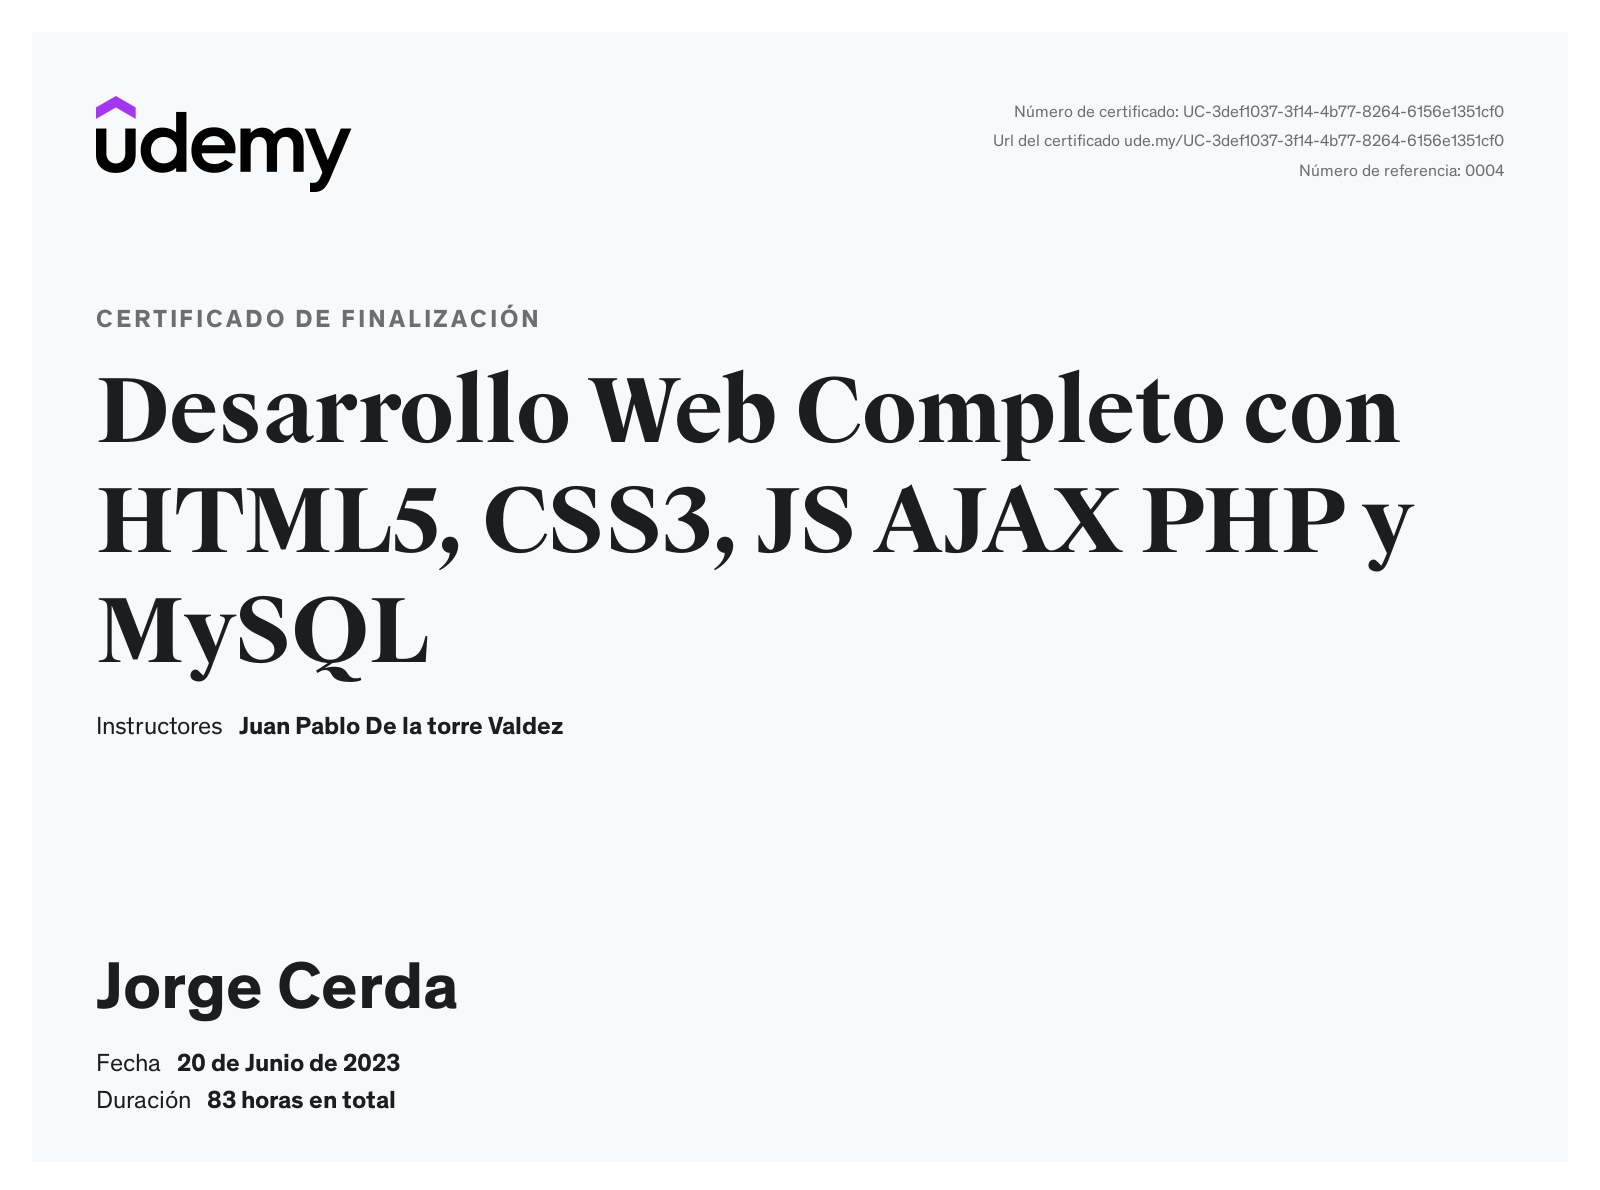 udemy
Número de certificado: UC-3def1037-3f14-4b77-8264-6156e1351cf0
Url del certificado ude.my/UC-3def1037-3f14-4b77-8264-6156e1351cf0
Número de referencia: 0004
CERTIFICADO DE FINALIZACIÓN
Desarrollo Web Completo con
HTML5, CSS3, JS AJAX PHP y
MySQL
Instructores Juan Pablo De la torre Valdez
Jorge Cerda
Fecha 20 de Junio de 2023
Duración 83 horas en total